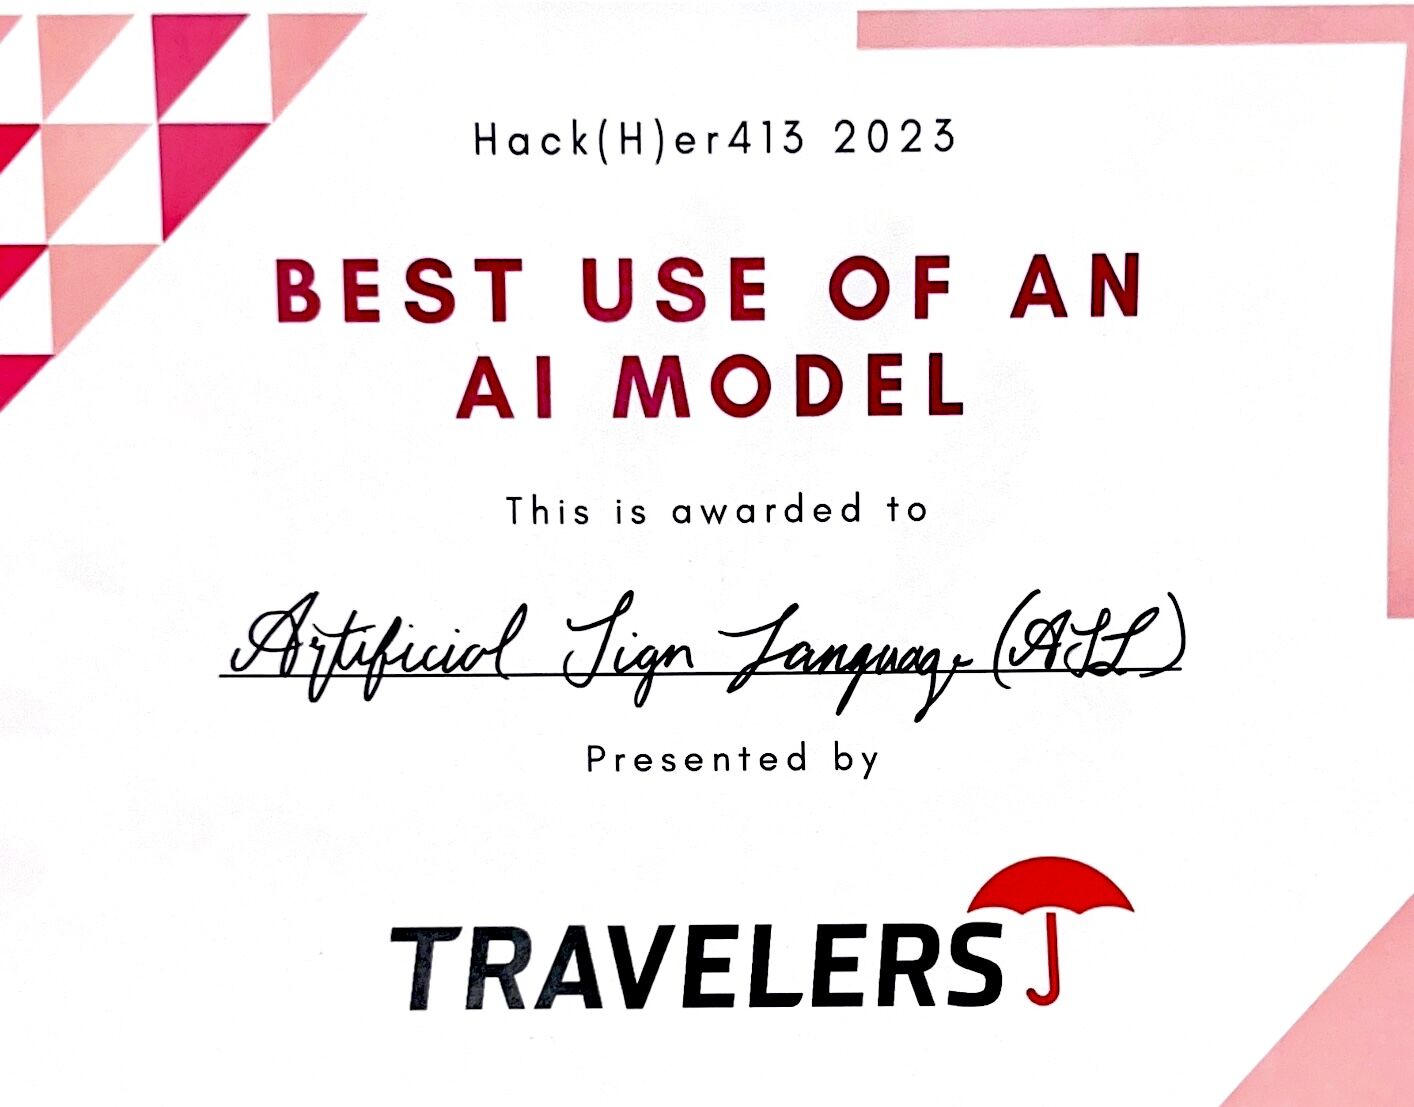 Hack(H)er413 2023
BEST USE OF AN
AI MODEL
This is awarded to
Artificial Sign Language (ASL)
Presented by
TRAVELERS